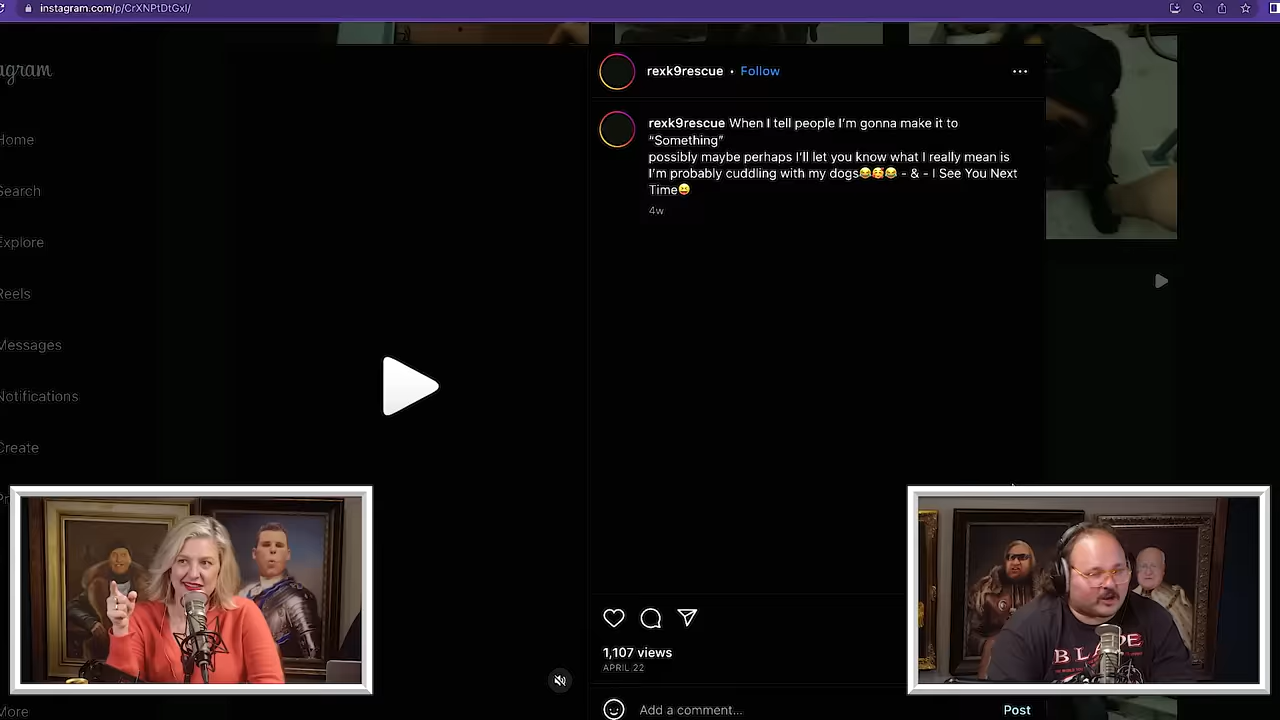 instagram.com/p/CrXNPtDtGxI/
agram
Home
Search
Explore
Reels
Messages
Notifications
Create
More
rexk9rescue • Follow
rexk9rescue When I tell people I’m gonna make it to
“Something”
possibly maybe perhaps I’ll let you know what I really mean is
I’m probably cuddling with my dogs😂🥰😂 - & - I See You Next
Time😛
4w
1,107 views
APRIL 22
Add a comment...
Post
BLADE